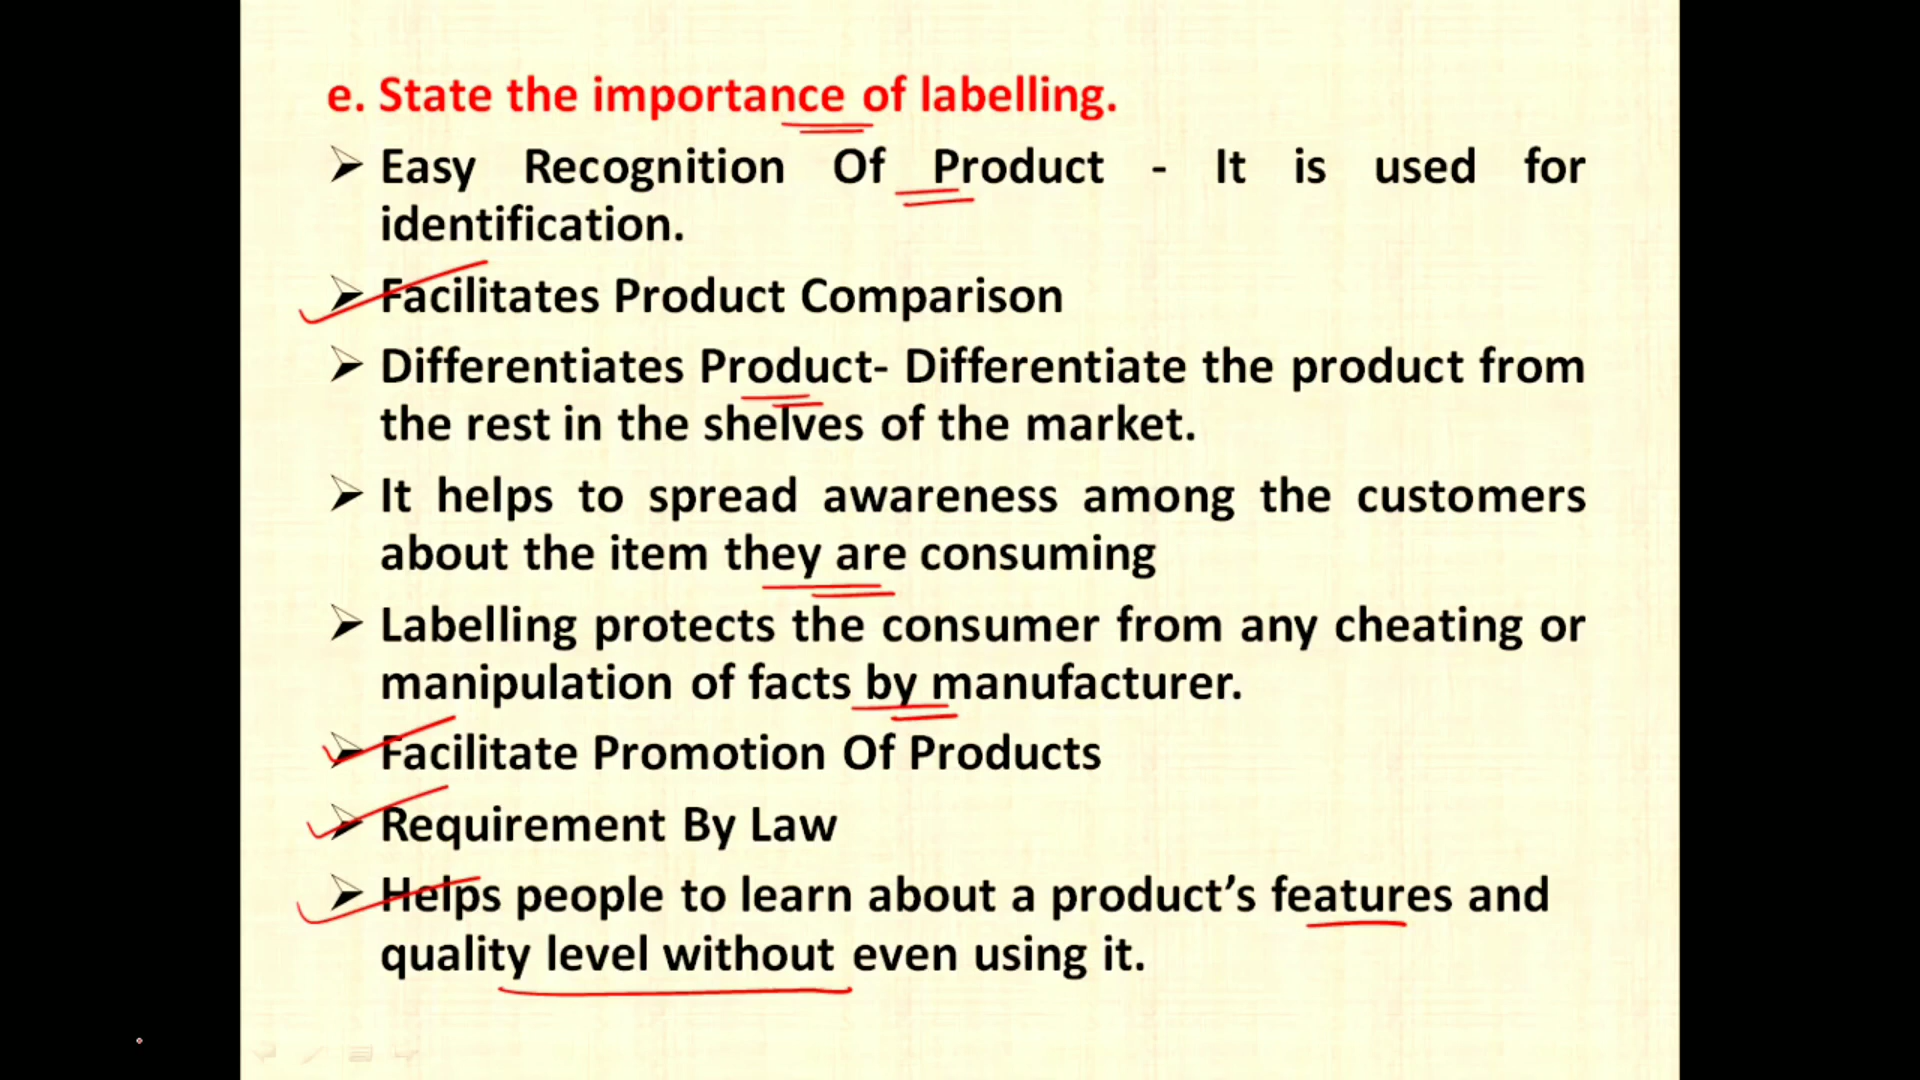 e. State the importance of labelling.
➢ Easy Recognition Of Product - It is used for
identification.
➢ Facilitates Product Comparison
➢ Differentiates Product- Differentiate the product from
the rest in the shelves of the market.
➢ It helps to spread awareness among the customers
about the item they are consuming
➢ Labelling protects the consumer from any cheating or
manipulation of facts by manufacturer.
➢ Facilitate Promotion Of Products
➢ Requirement By Law
➢ Helps people to learn about a product’s features and
quality level without even using it.